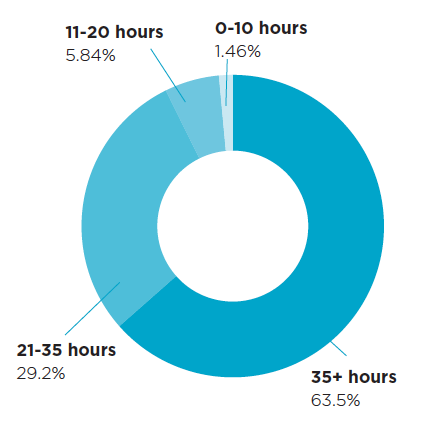 11-20 hours
5.84%
0-10 hours
1.46%
21-35 hours
29.2%
35+ hours
63.5%